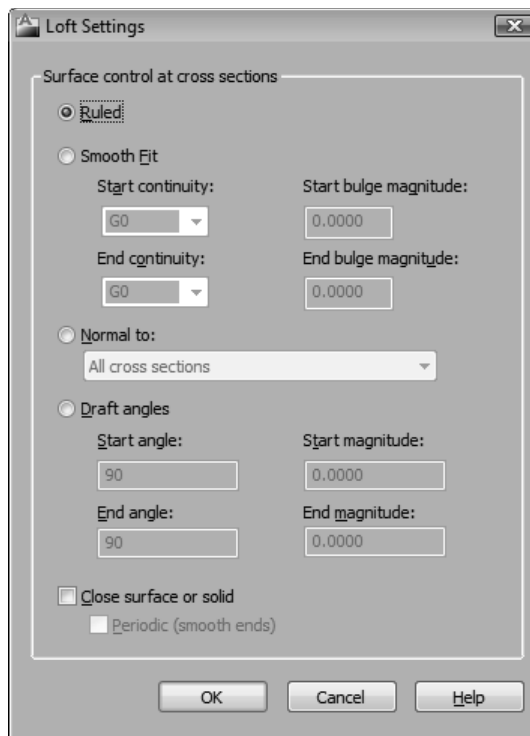 Loft Settings
Surface control at cross sections
Ruled
Smooth Fit
Start continuity: Start bulge magnitude:
G0 0.0000
End continuity: End bulge magnitude:
G0 0.0000
Normal to:
All cross sections
Draft angles
Start angle: Start magnitude:
90 0.0000
End angle: End magnitude:
90 0.0000
Close surface or solid
Periodic (smooth ends)
OK Cancel Help